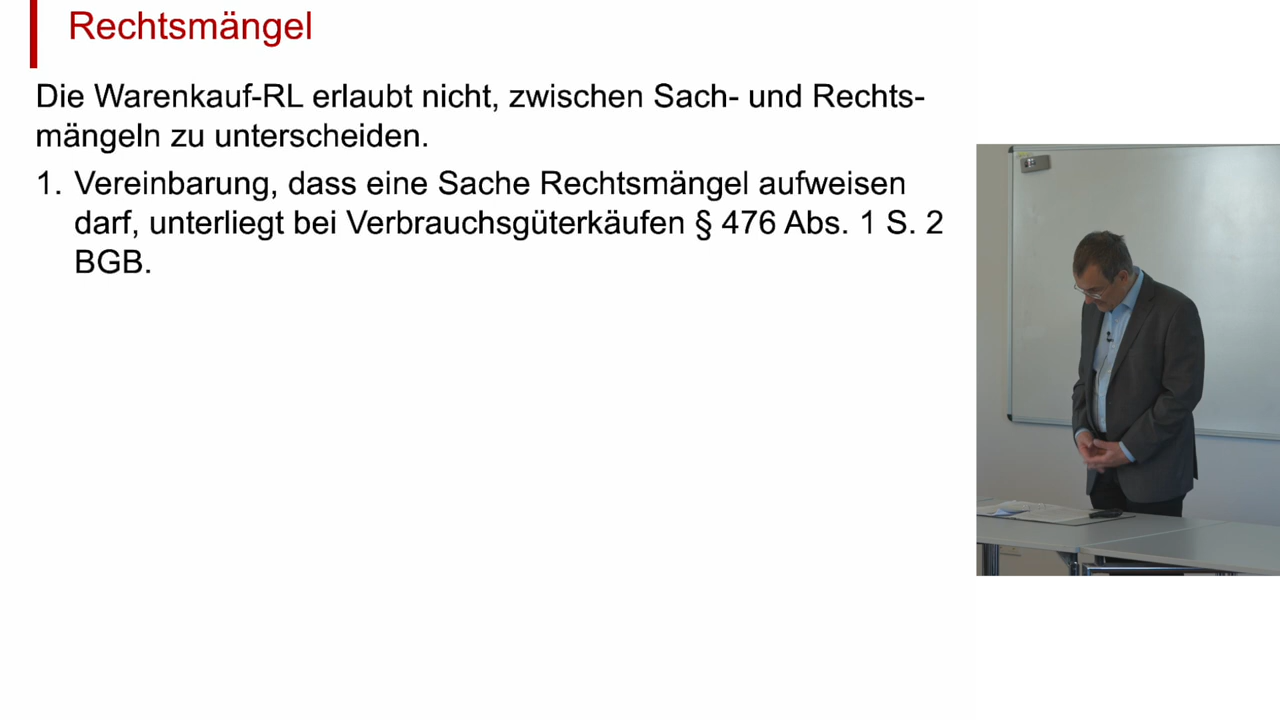 Rechtsmängel
Die Warenkauf-RL erlaubt nicht, zwischen Sach- und Rechts-
mängeln zu unterscheiden.
1. Vereinbarung, dass eine Sache Rechtsmängel aufweisen
darf, unterliegt bei Verbrauchsgüterkäufen § 476 Abs. 1 S. 2
BGB.